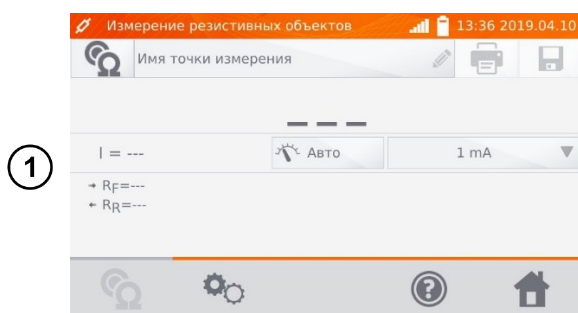 Измерение резистивных объектов 13:36 2019.04.10
Имя точки измерения
— — —
1
I = --- Авто 1 mA
→ RF=---
← RR=---